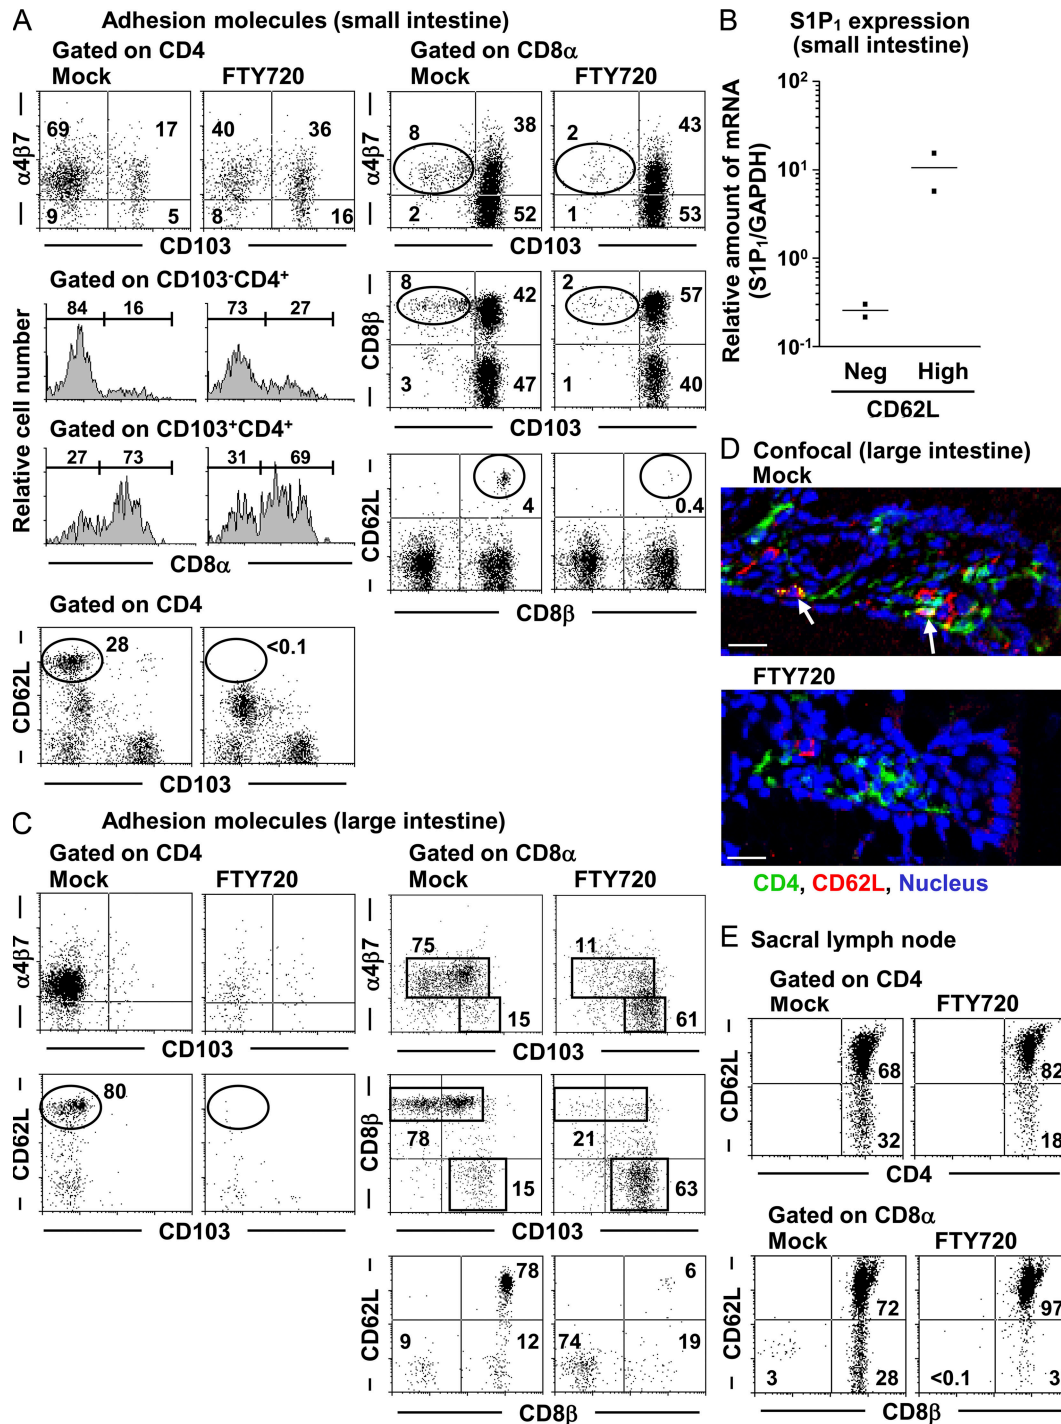 A Adhesion molecules (small intestine)
Gated on CD4
Mock FTY720
α4β7
69 17
9 5
40 36
8 16
CD103
Gated on CD103⁻CD4⁺
84 16
73 27
Gated on CD103⁺CD4⁺
27 73
31 69
Relative cell number
CD8α
Gated on CD4
CD62L
28
<0.1
CD103
Gated on CD8α
Mock FTY720
α4β7
8 38
2 52
2 43
1 53
CD103
CD8β
8 42
3 47
2 57
1 40
CD103
CD62L
4
0.4
CD8β
B S1P₁ expression
(small intestine)
Relative amount of mRNA
(S1P₁/GAPDH)
10²
10¹
10⁰
10⁻¹
Neg High
CD62L
C Adhesion molecules (large intestine)
Gated on CD4
Mock FTY720
α4β7
CD103
CD62L
80
CD103
Gated on CD8α
Mock FTY720
α4β7
75
15
11
61
CD103
CD8β
78
15
21
63
CD103
CD62L
78
9 12
6
74 19
CD8β
D Confocal (large intestine)
Mock
FTY720
CD4, CD62L, Nucleus
E Sacral lymph node
Gated on CD4
Mock FTY720
CD62L
68
32
82
18
CD4
Gated on CD8α
Mock FTY720
CD62L
72
3 28
97
<0.1 3
CD8β